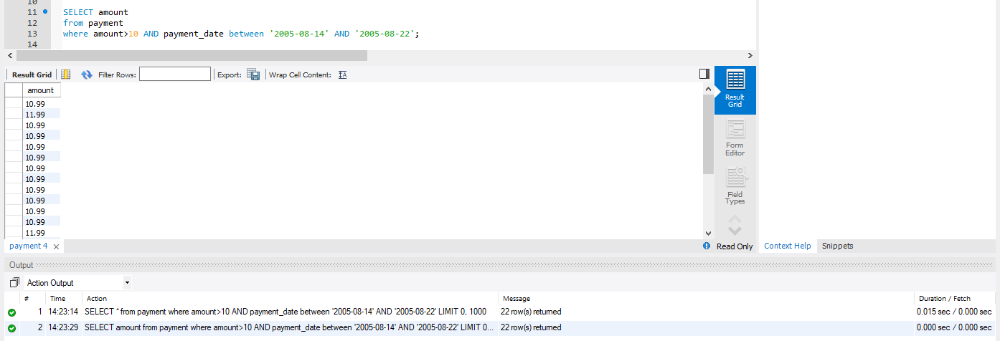 10
11 SELECT amount
12 from payment
13 where amount>10 AND payment_date between '2005-08-14' AND '2005-08-22';
14
Result Grid Filter Rows: Export: Wrap Cell Content:
amount
10.99
11.99
10.99
10.99
10.99
10.99
10.99
10.99
10.99
10.99
10.99
10.99
11.99
Result
Grid
Form
Editor
Field
Types
payment 4 Read Only Context Help Snippets
Output
Action Output
# Time Action Message Duration / Fetch
1 14:23:14 SELECT * from payment where amount>10 AND payment_date between '2005-08-14' AND '2005-08-22' LIMIT 0, 1000 22 row(s) returned 0.015 sec / 0.000 sec
2 14:23:29 SELECT amount from payment where amount>10 AND payment_date between '2005-08-14' AND '2005-08-22' LIMIT 0... 22 row(s) returned 0.000 sec / 0.000 sec